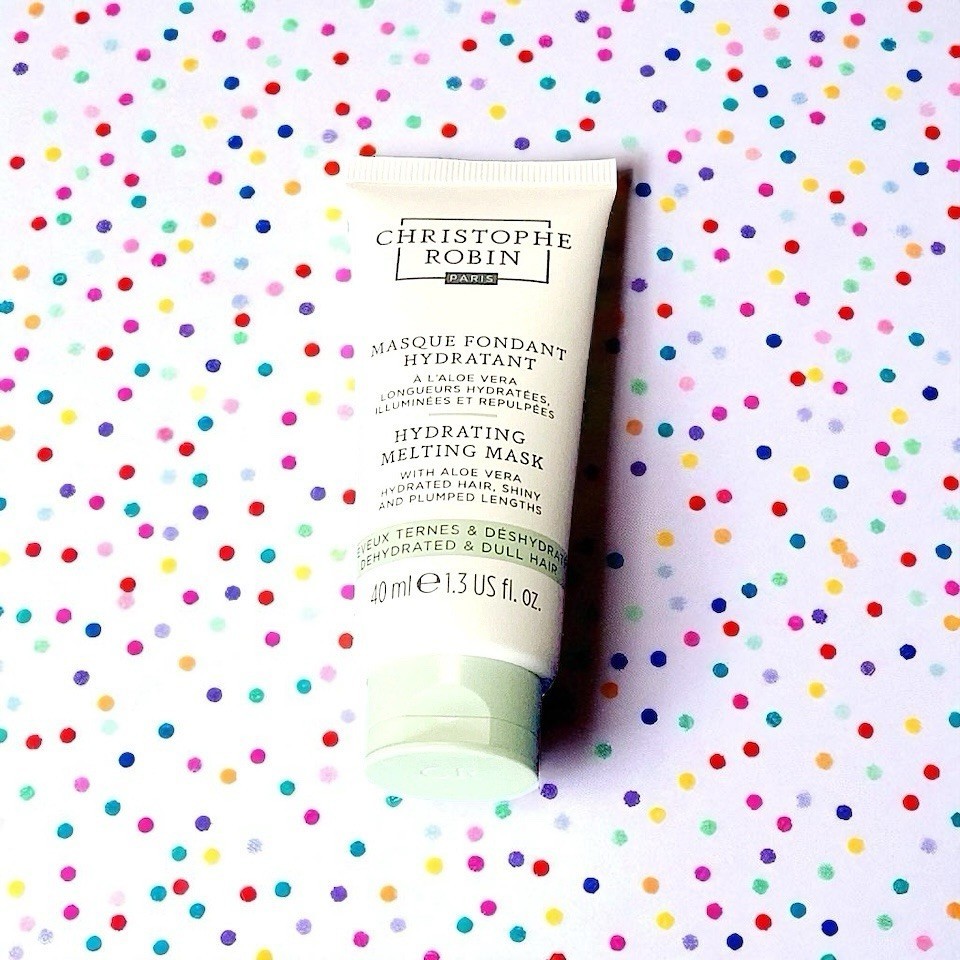 CHRISTOPHE
ROBIN
PARIS
MASQUE FONDANT
HYDRATANT
À L'ALOE VERA
LONGUEURS HYDRATÉES,
ILLUMINÉES ET REPULPÉES
HYDRATING
MELTING MASK
WITH ALOE VERA
HYDRATED HAIR, SHINY
AND PLUMPED LENGTHS
TERNES &
DEHYDRATED & DULL HAIR
40 ml e 1.3 US fl. oz.